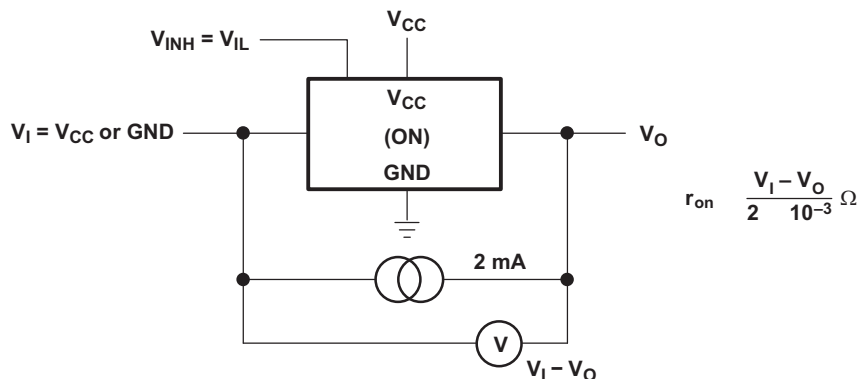 V_CC
V_INH = V_IL
V_CC
V_I = V_CC or GND
(ON)
V_O
GND
r_on V_I – V_O
2 10^–3 Ω
2 mA
V
V_I – V_O